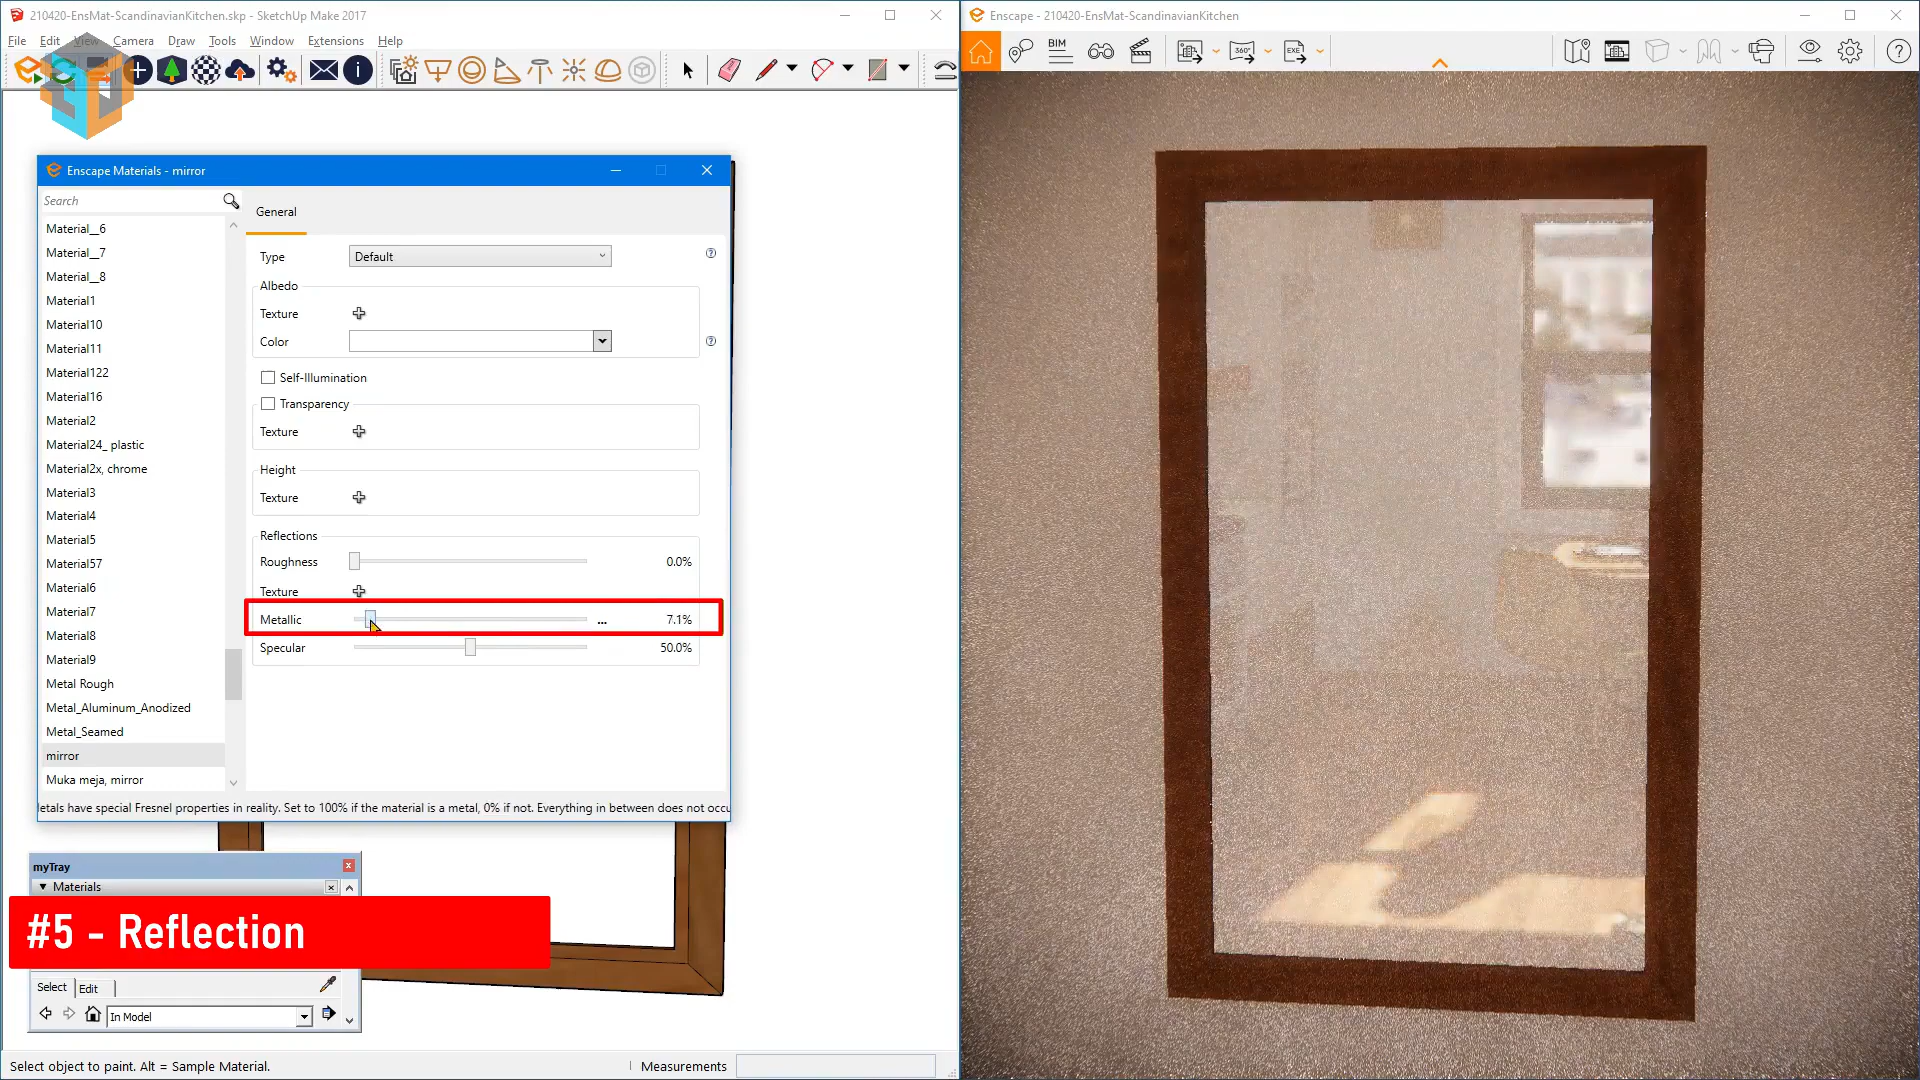 210420-EnsMat-ScandinavianKitchen.skp - SketchUp Make 2017
File Edit View Camera Draw Tools Window Extensions Help
Enscape Materials - mirror
Search
Material__6
Material__7
Material__8
Material1
Material10
Material11
Material122
Material16
Material2
Material24_ plastic
Material2x, chrome
Material3
Material4
Material5
Material57
Material6
Material7
Material8
Material9
Metal Rough
Metal_Aluminum_Anodized
Metal_Seamed
mirror
Muka meja, mirror
General
Type Default
Albedo
Texture
Color
Self-Illumination
Transparency
Texture
Height
Texture
Reflections
Roughness 0.0%
Texture
Metallic ... 7.1%
Specular 50.0%
etals have special Fresnel properties in reality. Set to 100% if the material is a metal, 0% if not. Everything in between does not occu
myTray
Materials
#5 - Reflection
Select Edit
In Model
Select object to paint. Alt = Sample Material.
Measurements
Enscape - 210420-EnsMat-ScandinavianKitchen
BIM
360°
EXE